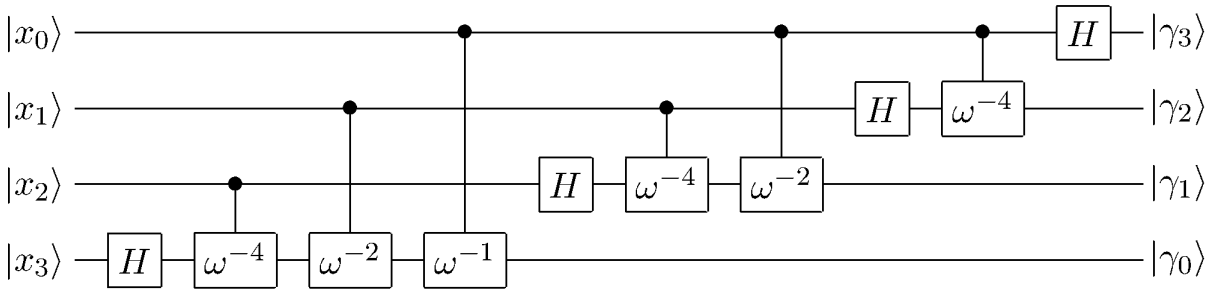 |x₀⟩ H |γ₃⟩
|x₁⟩ H ω⁻⁴ |γ₂⟩
|x₂⟩ H ω⁻⁴ ω⁻² |γ₁⟩
|x₃⟩ H ω⁻⁴ ω⁻² ω⁻¹ |γ₀⟩